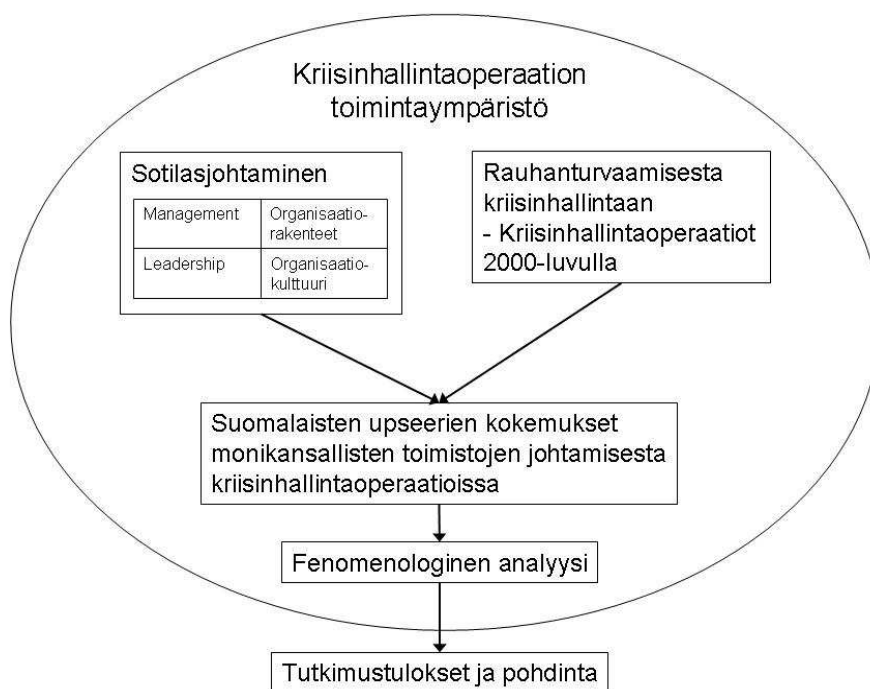 Kriisinhallintaoperaation
toimintaympäristö
Sotilasjohtaminen
Management
Organisaatio-
rakenteet
Leadership
Organisaatio-
kulttuuri
Rauhanturvaamisesta
kriisinhallintaan
- Kriisinhallintaoperaatiot
2000-luvulla
Suomalaisten upseerien kokemukset
monikansallisten toimistojen johtamisesta
kriisinhallintaoperaatioissa
Fenomenologinen analyysi
Tutkimustulokset ja pohdinta